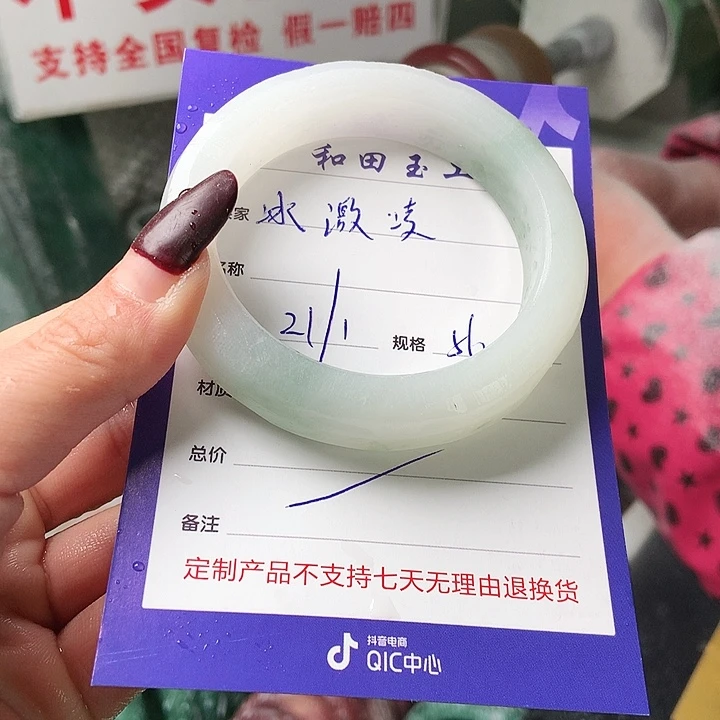 支持全国复检 假一赔四
和田玉
家 冰激凌
名称
21/1 规格 56
材质
总价
备注
定制产品不支持七天无理由退换货
抖音电商
QIC中心